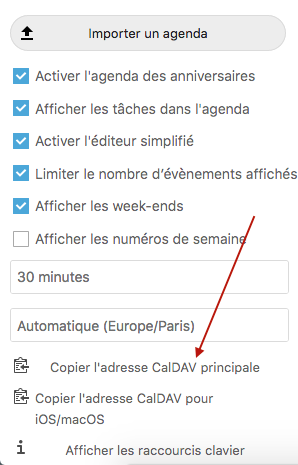 Importer un agenda
Activer l'agenda des anniversaires
Afficher les tâches dans l'agenda
Activer l'éditeur simplifié
Limiter le nombre d’évènements affichés
Afficher les week-ends
Afficher les numéros de semaine
30 minutes
Automatique (Europe/Paris)
Copier l'adresse CalDAV principale
Copier l'adresse CalDAV pour
iOS/macOS
Afficher les raccourcis clavier